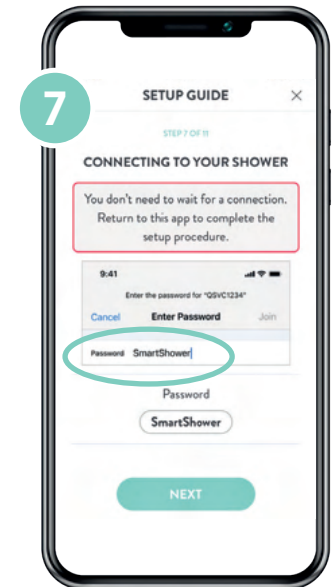 7
SETUP GUIDE ×
STEP 7 OF 11
CONNECTING TO YOUR SHOWER
You don't need to wait for a connection.
Return to this app to complete the
setup procedure.
9:41
Enter the password for "QSVC1234"
Cancel Enter Password Join
Password SmartShower
Password
SmartShower
NEXT